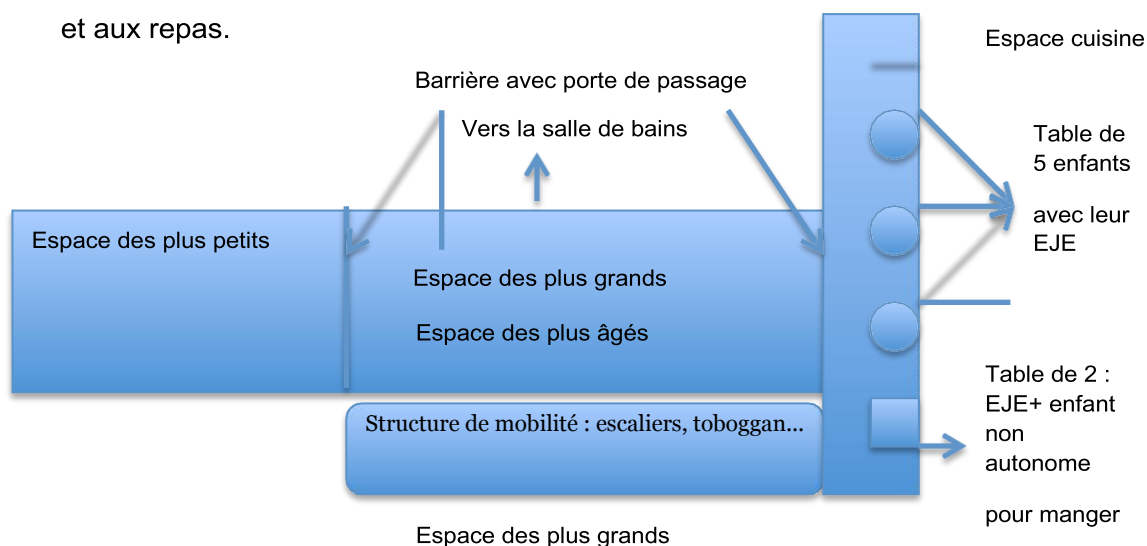 et aux repas.
Espace cuisine
Barrière avec porte de passage
Vers la salle de bains
Table de
5 enfants
avec leur
EJE
Espace des plus petits
Espace des plus grands
Espace des plus âgés
Table de 2 :
EJE+ enfant
non
autonome
pour manger
Structure de mobilité : escaliers, toboggan...
Espace des plus grands